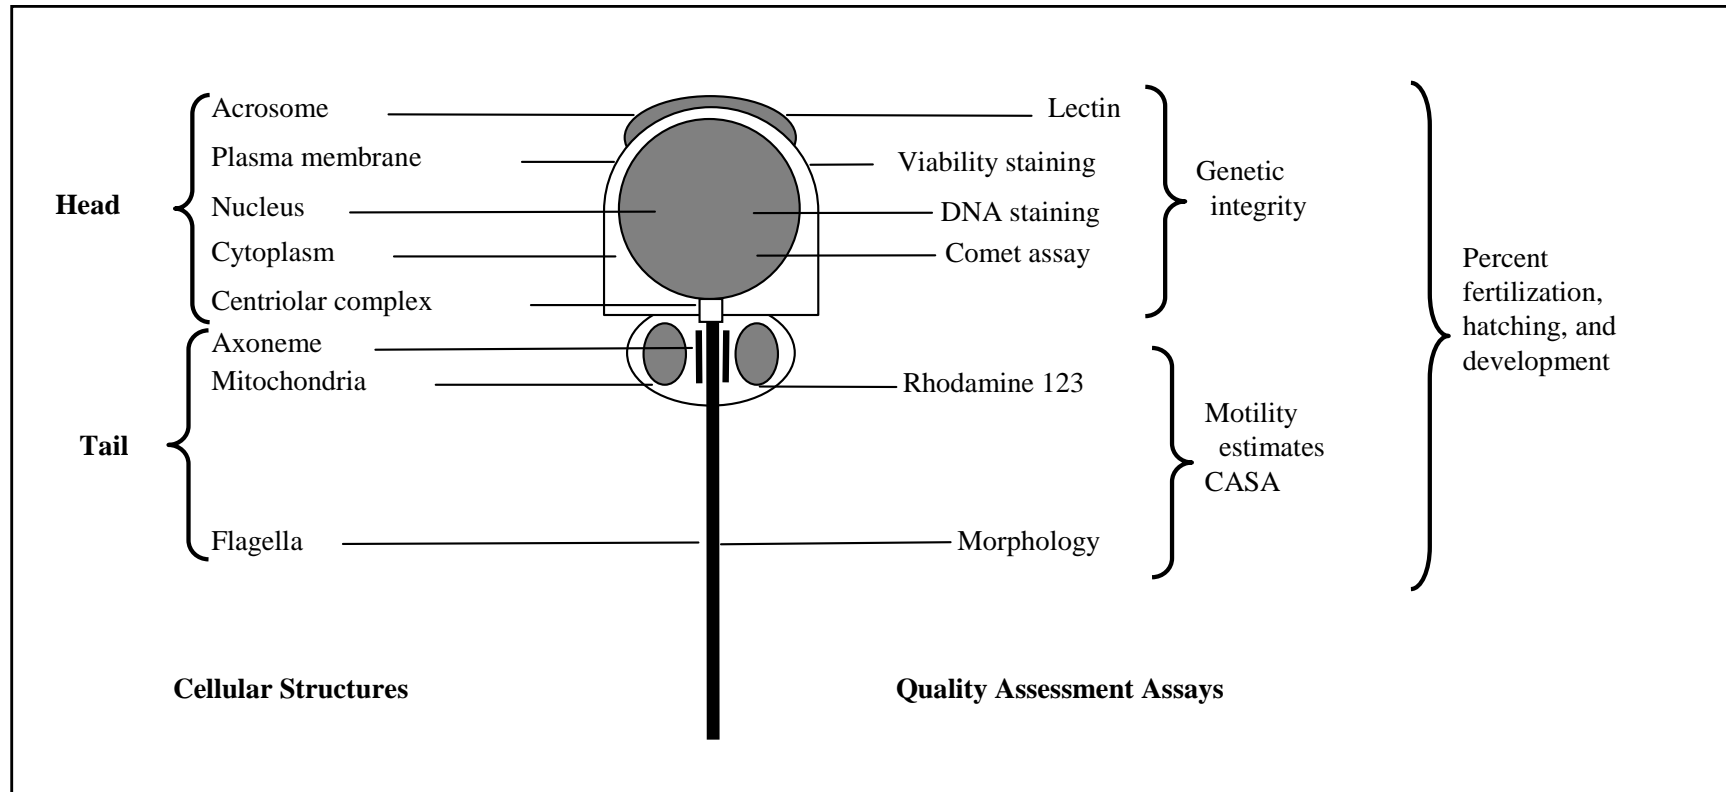 Acrosome
Lectin
Plasma membrane
Viability staining
Genetic
integrity
Head
Nucleus
DNA staining
Cytoplasm
Comet assay
Percent
fertilization,
hatching, and
development
Centriolar complex
Axoneme
Mitochondria
Rhodamine 123
Motility
estimates
CASA
Tail
Flagella
Morphology
Cellular Structures
Quality Assessment Assays